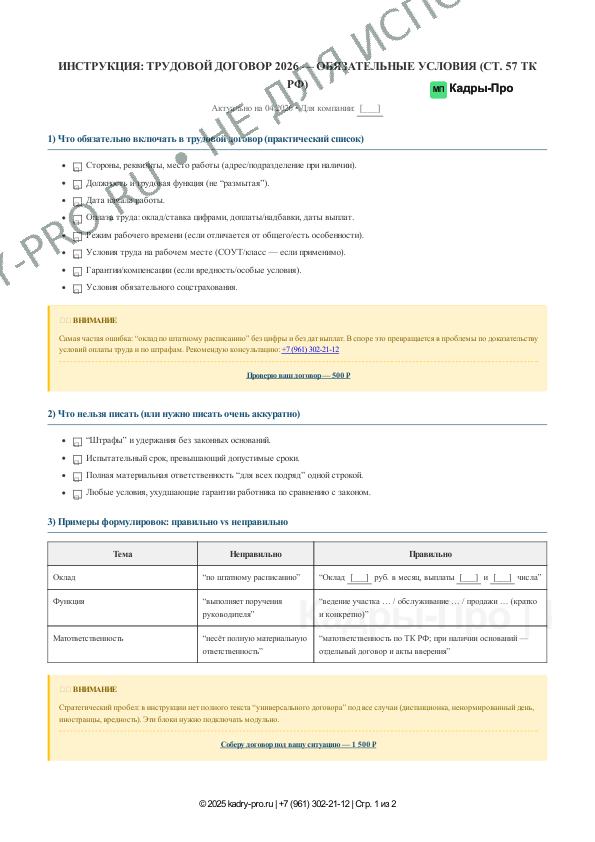 ИНСТРУКЦИЯ: ТРУДОВОЙ ДОГОВОР 2026 — ОБЯЗАТЕЛЬНЫЕ УСЛОВИЯ (СТ. 57 ТК
РФ)
МП Кадры-Про
Актуально на 04.2026 • Для компании: [___]
1) Что обязательно включать в трудовой договор (практический список)
Стороны, реквизиты, место работы (адрес/подразделение при наличии).
Должность и трудовая функция (не “размытая”).
Дата начала работы.
Оплата труда: оклад/ставка цифрами, доплаты/надбавки, даты выплат.
Режим рабочего времени (если отличается от общего/есть особенности).
Условия труда на рабочем месте (СОУТ/класс — если применимо).
Гарантии/компенсации (если вредность/особые условия).
Условия обязательного соцстрахования.
ВНИМАНИЕ
Самая частая ошибка: “оклад по штатному расписанию” без цифры и без дат выплат. В споре это превращается в проблемы по доказательству
условий оплаты труда и по штрафам. Рекомендую консультацию: +7 (961) 302-21-12
Проверю ваш договор — 500 ₽
2) Что нельзя писать (или нужно писать очень аккуратно)
“Штрафы” и удержания без законных оснований.
Испытательный срок, превышающий допустимые сроки.
Полная материальная ответственность “для всех подряд” одной строкой.
Любые условия, ухудшающие гарантии работника по сравнению с законом.
3) Примеры формулировок: правильно vs неправильно
Тема Неправильно Правильно
Оклад “по штатному расписанию” “Оклад [___] руб. в месяц, выплаты [___] и [___] числа”
Функция “выполняет поручения руководителя” “ведение участка … / обслуживание … / продажи … (кратко и конкретно)”
Матответственность “несёт полную материальную ответственность” “матответственность по ТК РФ; при наличии оснований — отдельный договор и акты вверения”
ВНИМАНИЕ
Стратегический пробел: в инструкции нет полного текста “универсального договора” под все случаи (дистанционка, ненормированный день,
иностранцы, вредность). Эти блоки нужно подключать модульно.
Соберу договор под вашу ситуацию — 1 500 ₽
© 2025 kadry-pro.ru | +7 (961) 302-21-12 | Стр. 1 из 2
Y-PRO RU • НЕ ДЛЯ ИСПО
Кадры-Про |